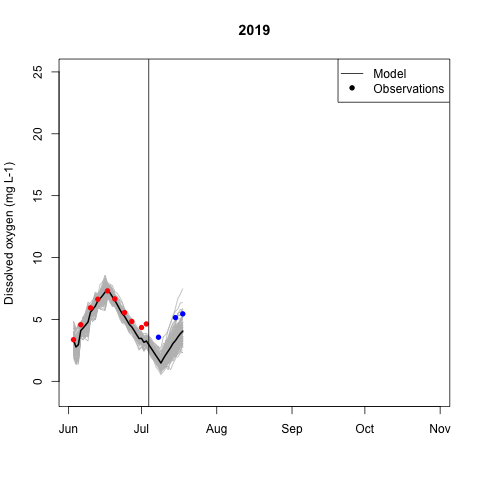 2019
Model
Observations
Dissolved oxygen (mg L-1)
25
20
15
10
5
0
Jun
Jul
Aug
Sep
Oct
Nov